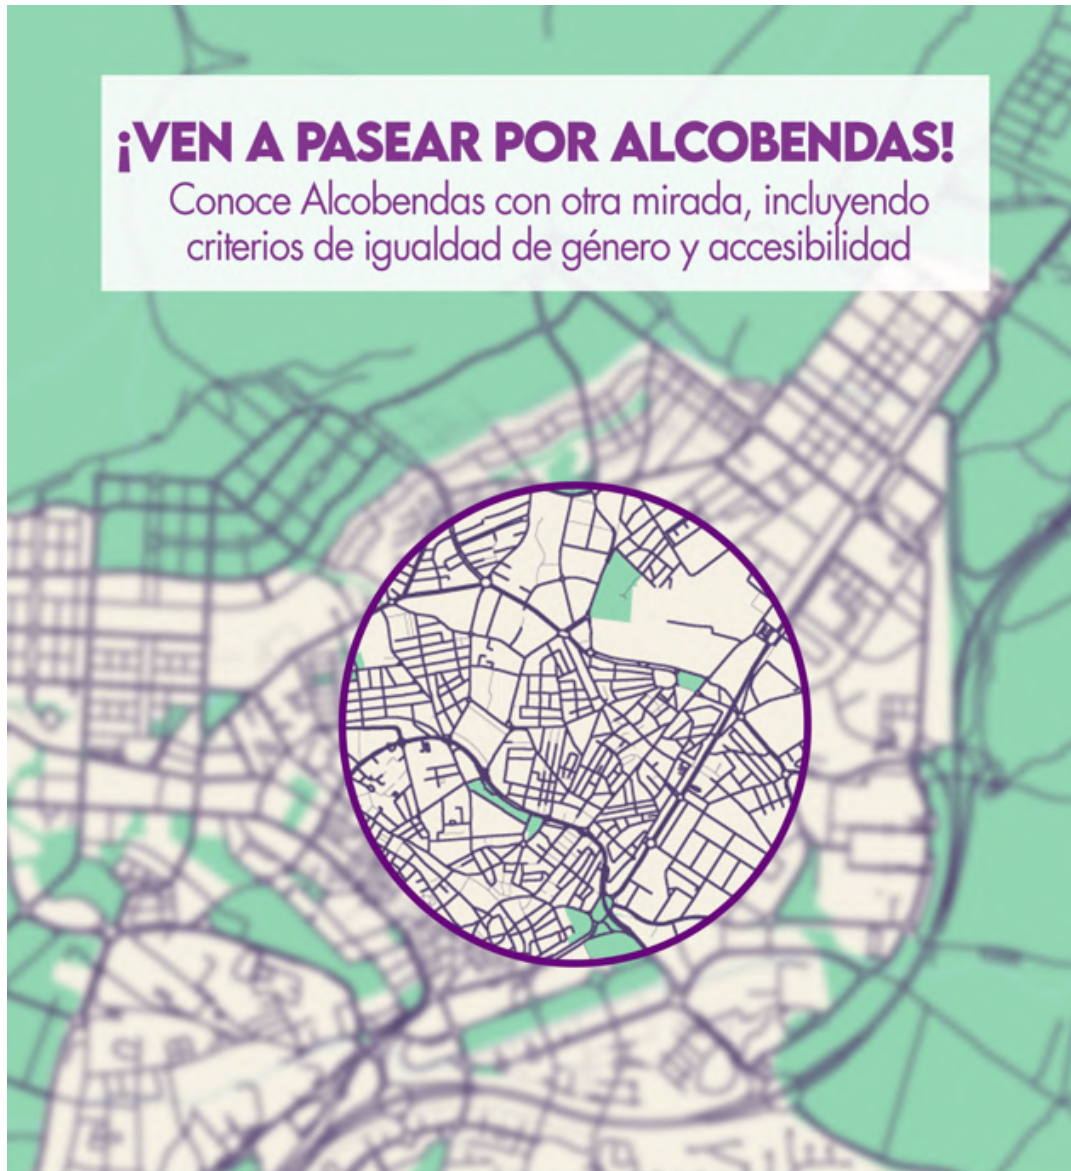 ¡VEN A PASEAR POR ALCOBENDAS!
Conoce Alcobendas con otra mirada, incluyendo
criterios de igualdad de género y accesibilidad